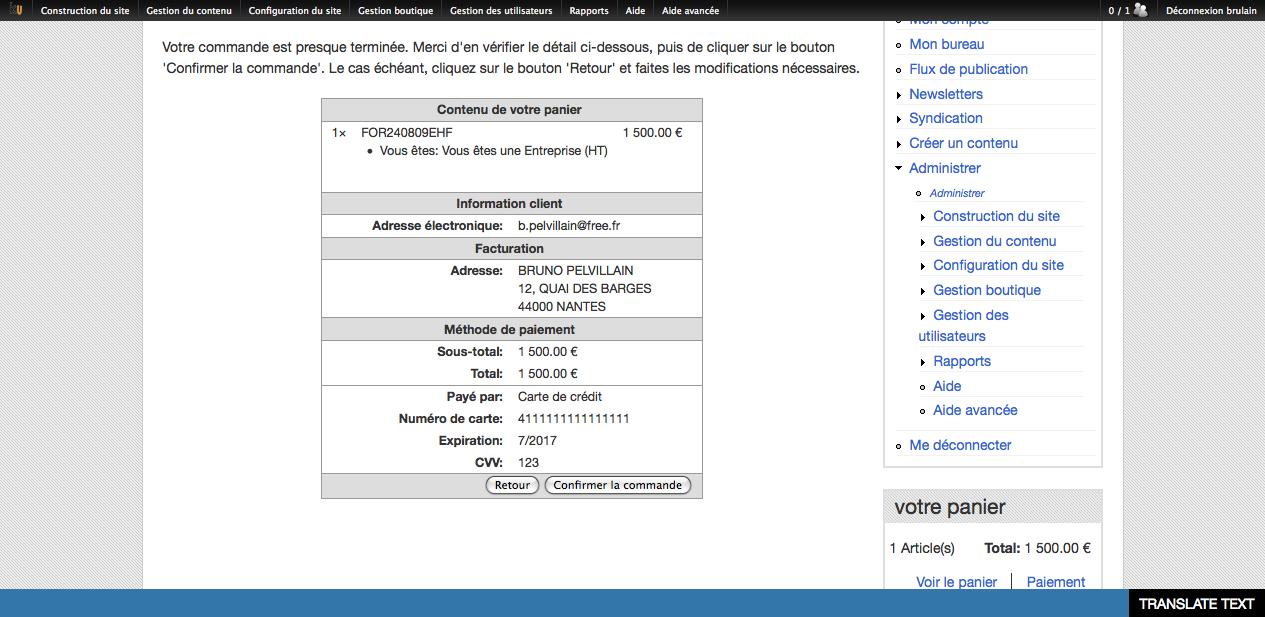 Construction du site Gestion du contenu Configuration du site Gestion boutique Gestion des utilisateurs Rapports Aide Aide avancée 0 / 1 Déconnexion brulain
Votre commande est presque terminée. Merci d'en vérifier le détail ci-dessous, puis de cliquer sur le bouton
'Confirmer la commande'. Le cas échéant, cliquez sur le bouton 'Retour' et faites les modifications nécessaires.
Contenu de votre panier
1× FOR240809EHF 1 500.00 €
• Vous êtes: Vous êtes une Entreprise (HT)
Information client
Adresse électronique: b.pelvillain@free.fr
Facturation
Adresse: BRUNO PELVILLAIN
12, QUAI DES BARGES
44000 NANTES
Méthode de paiement
Sous-total: 1 500.00 €
Total: 1 500.00 €
Payé par: Carte de crédit
Numéro de carte: 4111111111111111
Expiration: 7/2017
CVV: 123
Retour Confirmer la commande
Mon compte
Mon bureau
Flux de publication
Newsletters
Syndication
Créer un contenu
Administrer
Administrer
Construction du site
Gestion du contenu
Configuration du site
Gestion boutique
Gestion des
utilisateurs
Rapports
Aide
Aide avancée
Me déconnecter
votre panier
1 Article(s) Total: 1 500.00 €
Voir le panier Paiement
TRANSLATE TEXT